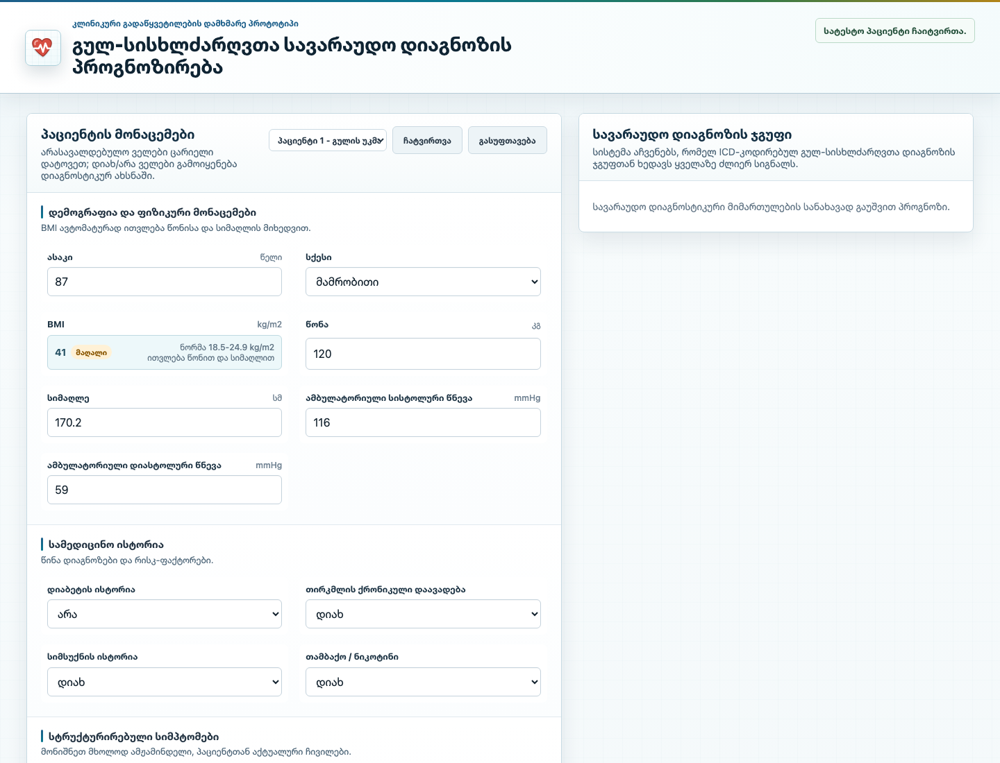 კლინიკური გადაწყვეტილების დამხმარე პროტოტიპი
გულ-სისხლძარღვთა სავარაუდო დიაგნოზის
პროგნოზირება
სატესტო პაციენტი ჩაიტვირთა.
პაციენტის მონაცემები
არასავალდებულო ველები ცარიელი
დატოვეთ; დიახ/არა ველები გამოიყენება
დიაგნოსტიკურ ახსნაში.
პაციენტი 1 - გულის უკმ
ჩატვირთვა
გასუფთავება
დემოგრაფია და ფიზიკური მონაცემები
BMI ავტომატურად ითვლება წონისა და სიმაღლის მიხედვით.
ასაკი წელი
87
სქესი
მამრობითი
BMI kg/m2
41 მაღალი
ნორმა 18.5-24.9 kg/m2
ითვლება წონით და სიმაღლით
წონა კგ
120
სიმაღლე სმ
170.2
ამბულატორიული სისტოლური წნევა mmHg
116
ამბულატორიული დიასტოლური წნევა mmHg
59
სამედიცინო ისტორია
წინა დიაგნოზები და რისკ-ფაქტორები.
დიაბეტის ისტორია
არა
თირკმლის ქრონიკული დაავადება
დიახ
სიმსუქნის ისტორია
დიახ
თამბაქო / ნიკოტინი
დიახ
სტრუქტურირებული სიმპტომები
მონიშნეთ მხოლოდ ამჟამინდელი, პაციენტთან აქტუალური ჩივილები.
სავარაუდო დიაგნოზის ჯგუფი
სისტემა აჩვენებს, რომელ ICD-კოდირებულ გულ-სისხლძარღვთა დიაგნოზის
ჯგუფთან ხედავს ყველაზე ძლიერ სიგნალს.
სავარაუდო დიაგნოსტიკური მიმართულების სანახავად გაუშვით პროგნოზი.